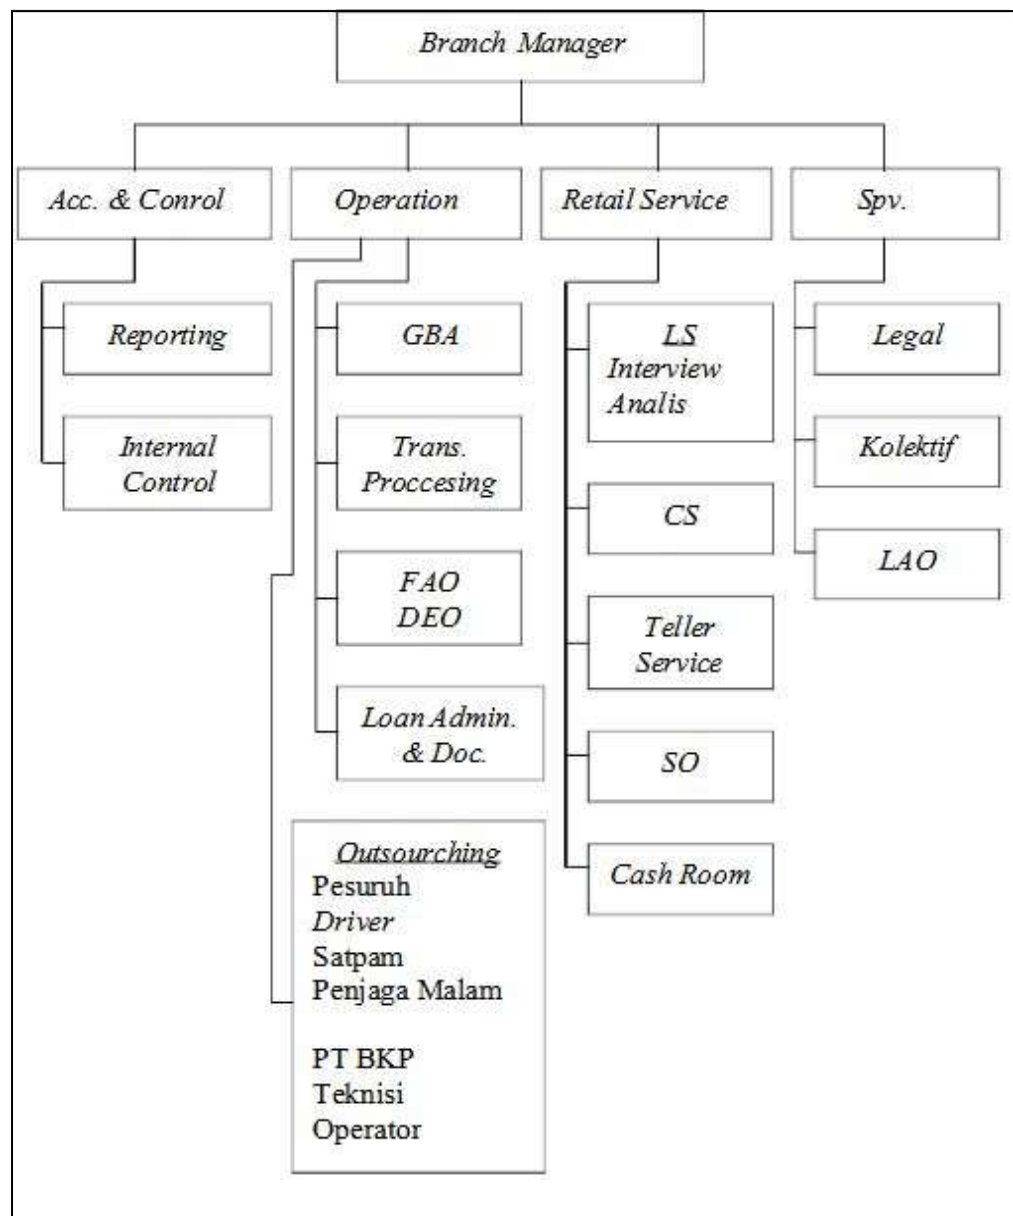 Branch Manager
Acc. & Conrol
Operation
Retail Service
Spv.
Reporting
Internal
Control
GBA
Trans.
Proccesing
FAO
DEO
Loan Admin.
& Doc.
Outsourching
Pesuruh
Driver
Satpam
Penjaga Malam
PT BKP
Teknisi
Operator
LS
Interview
Analis
CS
Teller
Service
SO
Cash Room
Legal
Kolektif
LAO